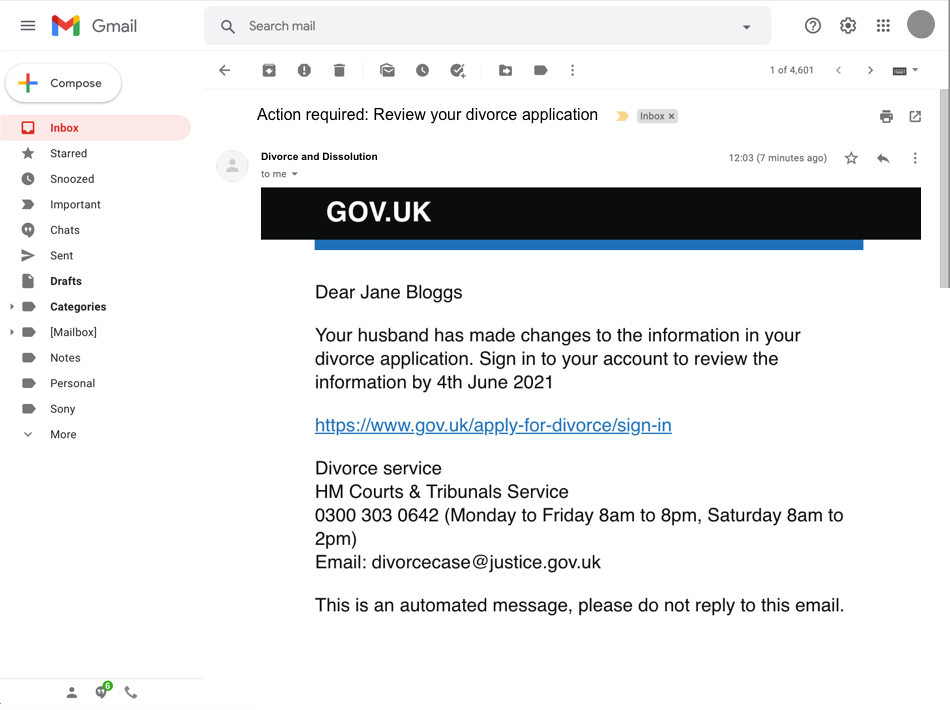 Gmail
Search mail
Compose
1 of 4,601
Inbox
Starred
Snoozed
Important
Chats
Sent
Drafts
Categories
[Mailbox]
Notes
Personal
Sony
More
6
Action required: Review your divorce application
Inbox ×
Divorce and Dissolution
12:03 (7 minutes ago)
to me
GOV.UK
Dear Jane Bloggs
Your husband has made changes to the information in your
divorce application. Sign in to your account to review the
information by 4th June 2021
https://www.gov.uk/apply-for-divorce/sign-in
Divorce service
HM Courts & Tribunals Service
0300 303 0642 (Monday to Friday 8am to 8pm, Saturday 8am to
2pm)
Email: divorcecase@justice.gov.uk
This is an automated message, please do not reply to this email.